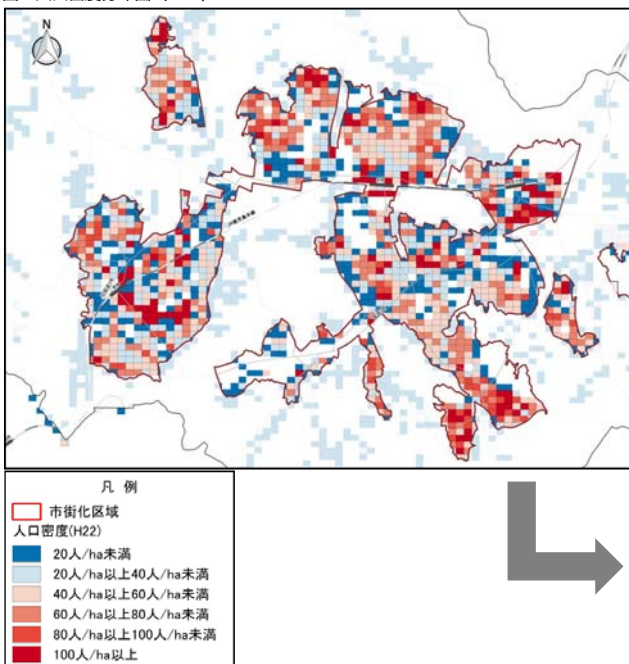 N
凡 例
市街化区域
人口密度(H22)
20人/ha未満
20人/ha以上40人/ha未満
40人/ha以上60人/ha未満
60人/ha以上80人/ha未満
80人/ha以上100人/ha未満
100人/ha以上